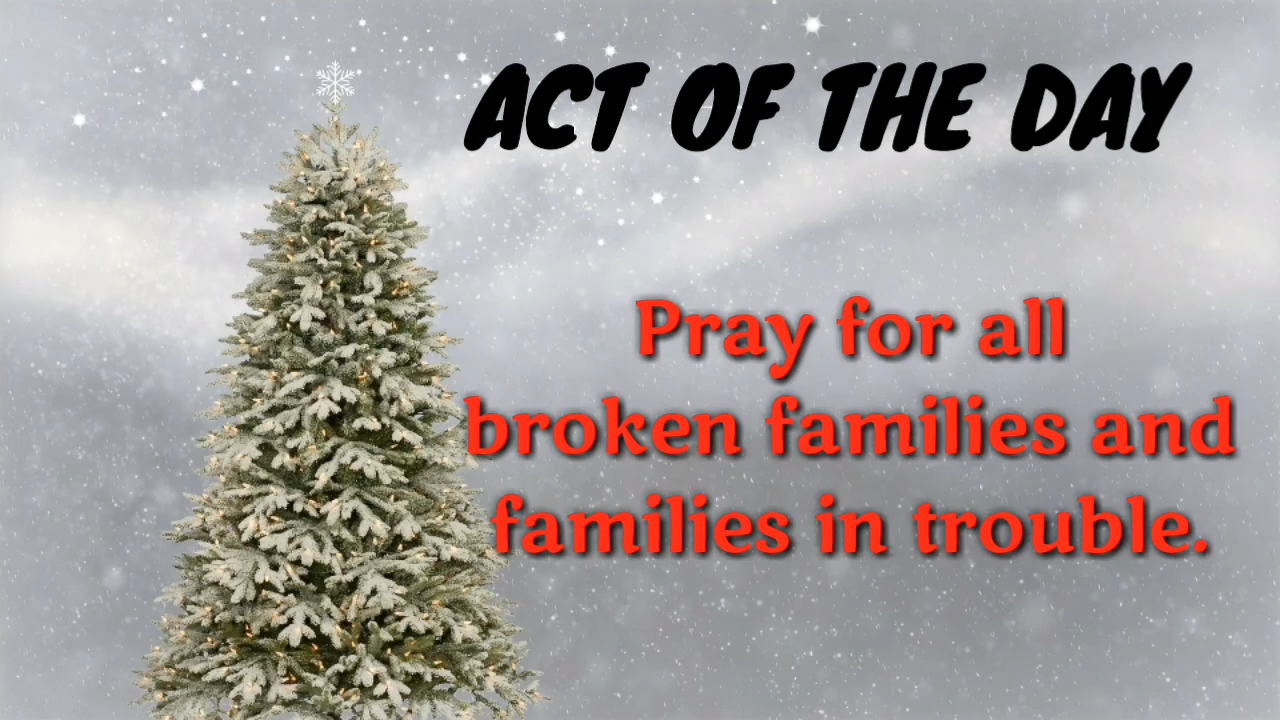 ACT OF THE DAY
Pray for all
broken families and
families in trouble.